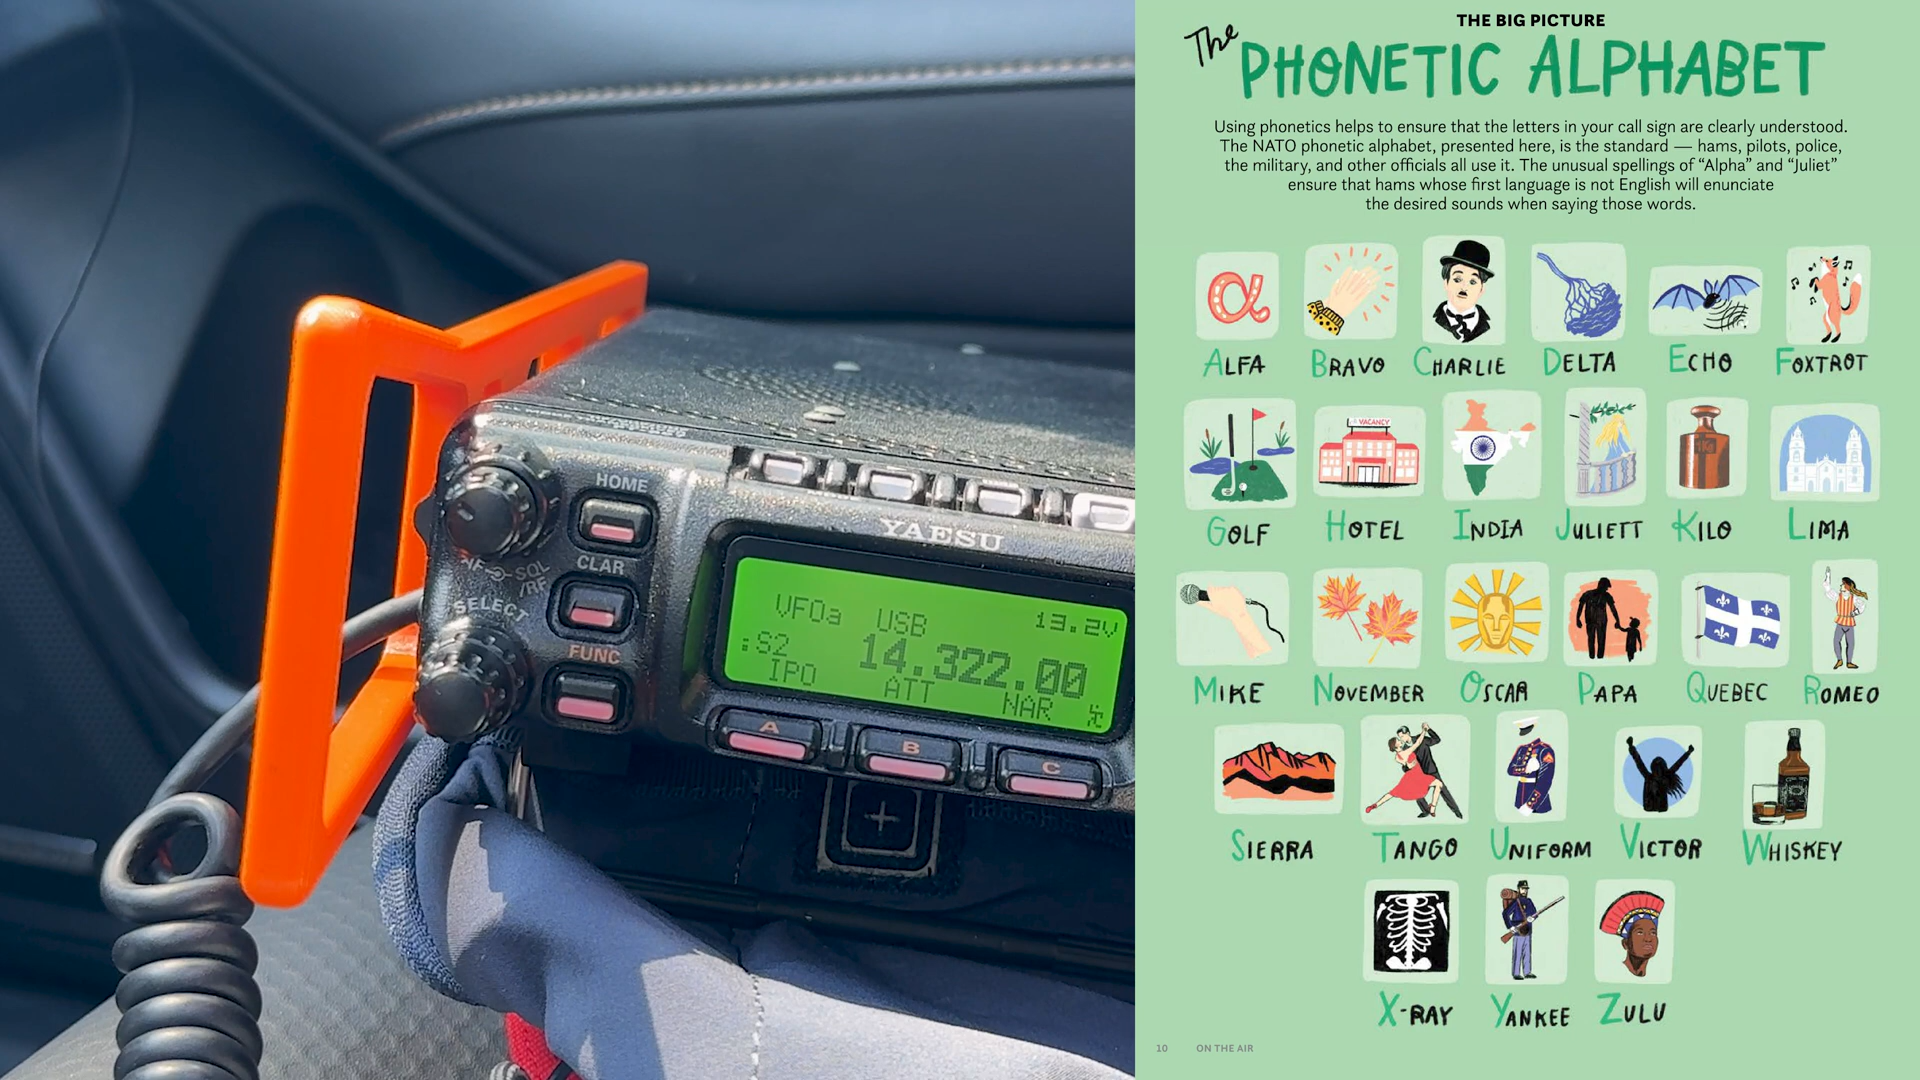 HOME
YAESU
CLAR
SQL
/RF
SELECT
FUNC
VFOa USB 13.2V
:S2 14.322.00
IPO ATT NAR
A B C
THE BIG PICTURE
The
PHONETIC ALPHABET
Using phonetics helps to ensure that the letters in your call sign are clearly understood.
The NATO phonetic alphabet, presented here, is the standard — hams, pilots, police,
the military, and other officials all use it. The unusual spellings of “Alpha” and “Juliet”
ensure that hams whose first language is not English will enunciate
the desired sounds when saying those words.
ALFA BRAVO CHARLIE DELTA ECHO FOXTROT
VACANCY
GOLF HOTEL INDIA JULIETT KILO LIMA
MIKE NOVEMBER OSCAR PAPA QUEBEC ROMEO
SIERRA TANGO UNIFORM VICTOR WHISKEY
X-RAY YANKEE ZULU
10 ON THE AIR